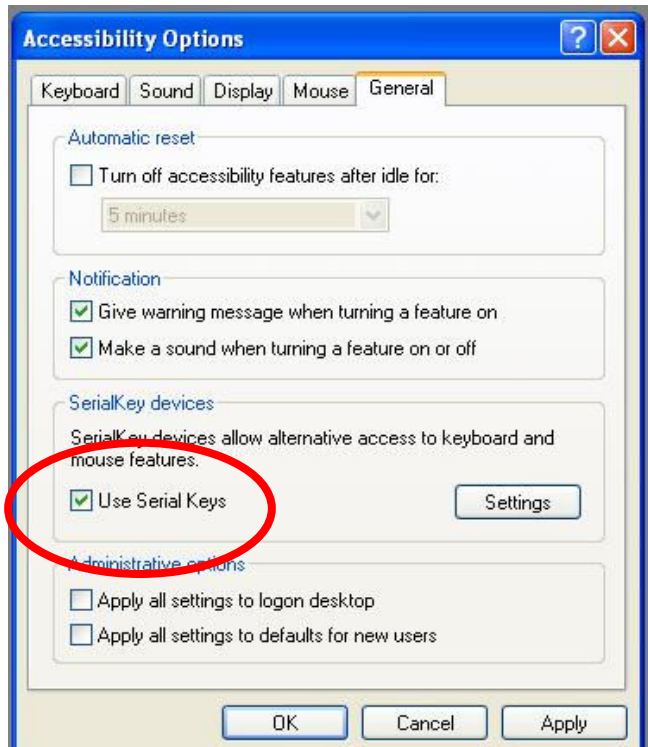 Accessibility Options
?
X
Keyboard Sound Display Mouse General
Automatic reset
Turn off accessibility features after idle for:
5 minutes
Notification
Give warning message when turning a feature on
Make a sound when turning a feature on or off
SerialKey devices
SerialKey devices allow alternative access to keyboard and
mouse features.
Use Serial Keys
Settings
Administrative options
Apply all settings to logon desktop
Apply all settings to defaults for new users
OK Cancel Apply